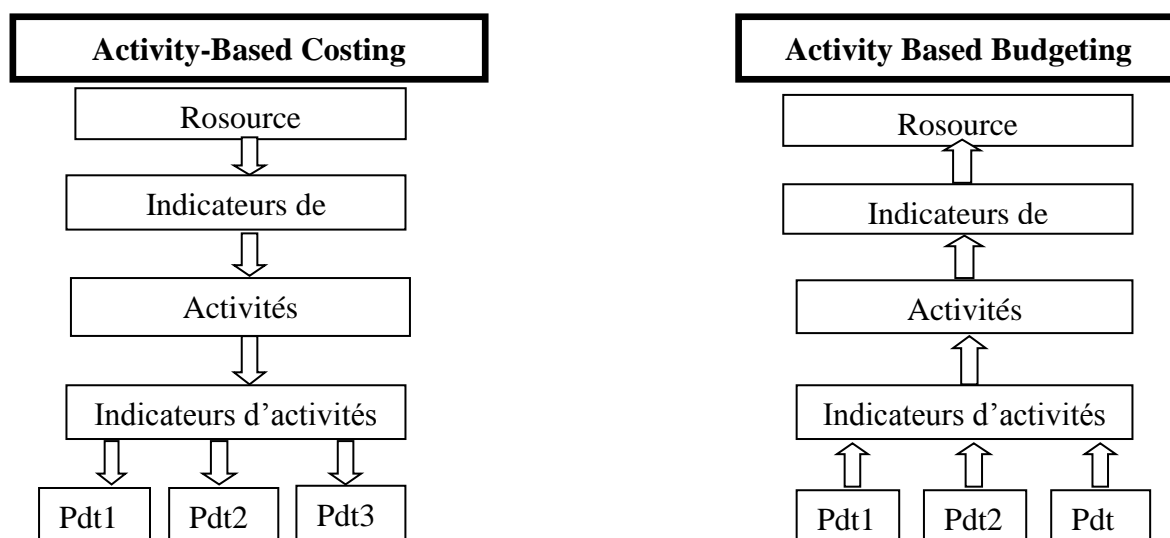 Activity-Based Costing
Rosource
Indicateurs de
Activités
Indicateurs d’activités
Pdt1
Pdt2
Pdt3
Activity Based Budgeting
Rosource
Indicateurs de
Activités
Indicateurs d’activités
Pdt1
Pdt2
Pdt